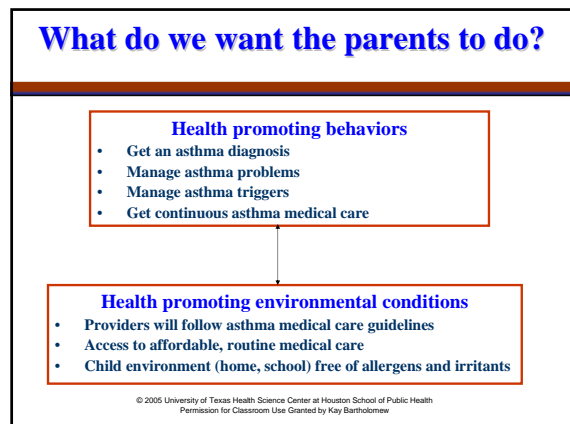 What do we want the parents to do?
Health promoting behaviors
• Get an asthma diagnosis
• Manage asthma problems
• Manage asthma triggers
• Get continuous asthma medical care
Health promoting environmental conditions
• Providers will follow asthma medical care guidelines
• Access to affordable, routine medical care
• Child environment (home, school) free of allergens and irritants
© 2005 University of Texas Health Science Center at Houston School of Public Health
Permission for Classroom Use Granted by Kay Bartholomew